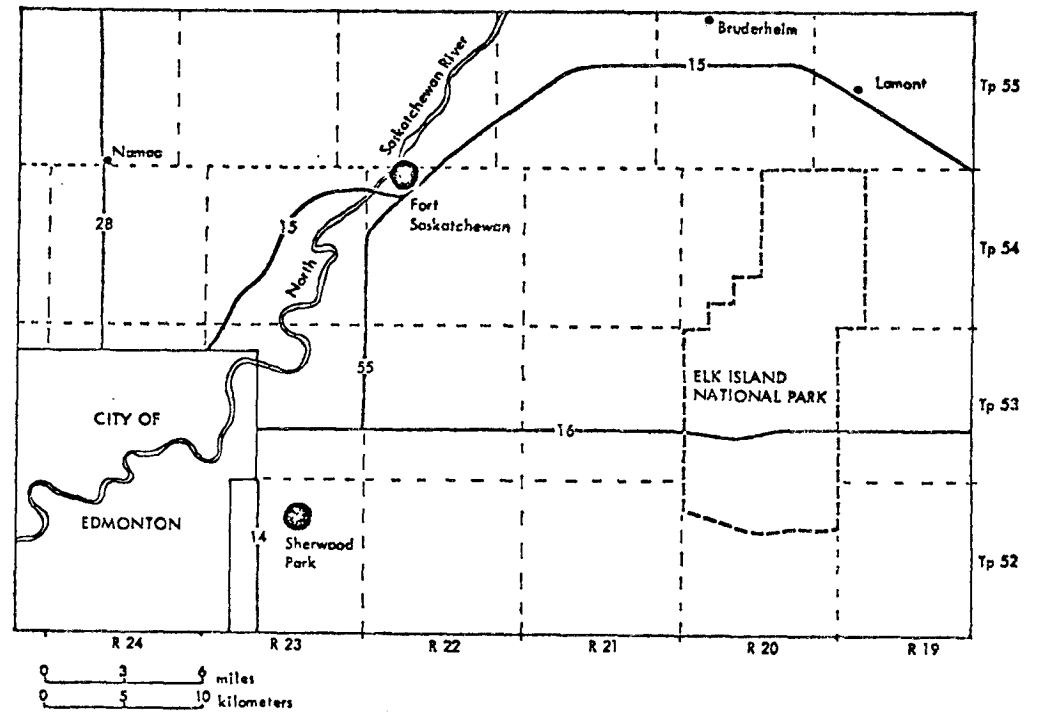 Bruderheim
Saskatchewan River
15
Tp 55
Lamont
Namao
28
15
Fort
Saskatchewan
Tp 54
North
55
ELK ISLAND
NATIONAL PARK
Tp 53
CITY OF
16
EDMONTON
14
Sherwood
Park
Tp 52
R 24
R 23
R 22
R 21
R 20
R 19
0 3 6 miles
0 5 10 kilometers